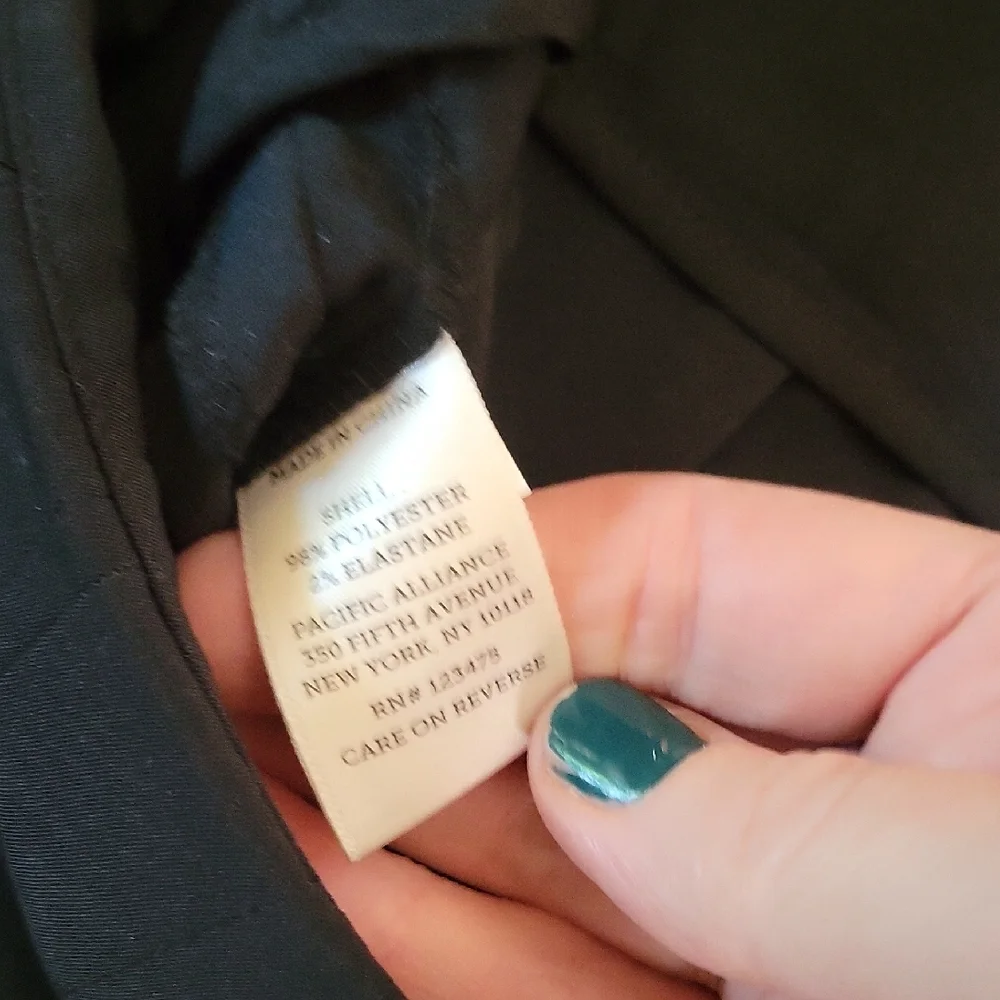 MADE IN CHINA
SHELL
98% POLYESTER
2% ELASTANE
PACIFIC ALLIANCE
350 FIFTH AVENUE
NEW YORK, NY 10118
RN# 123478
CARE ON REVERSE